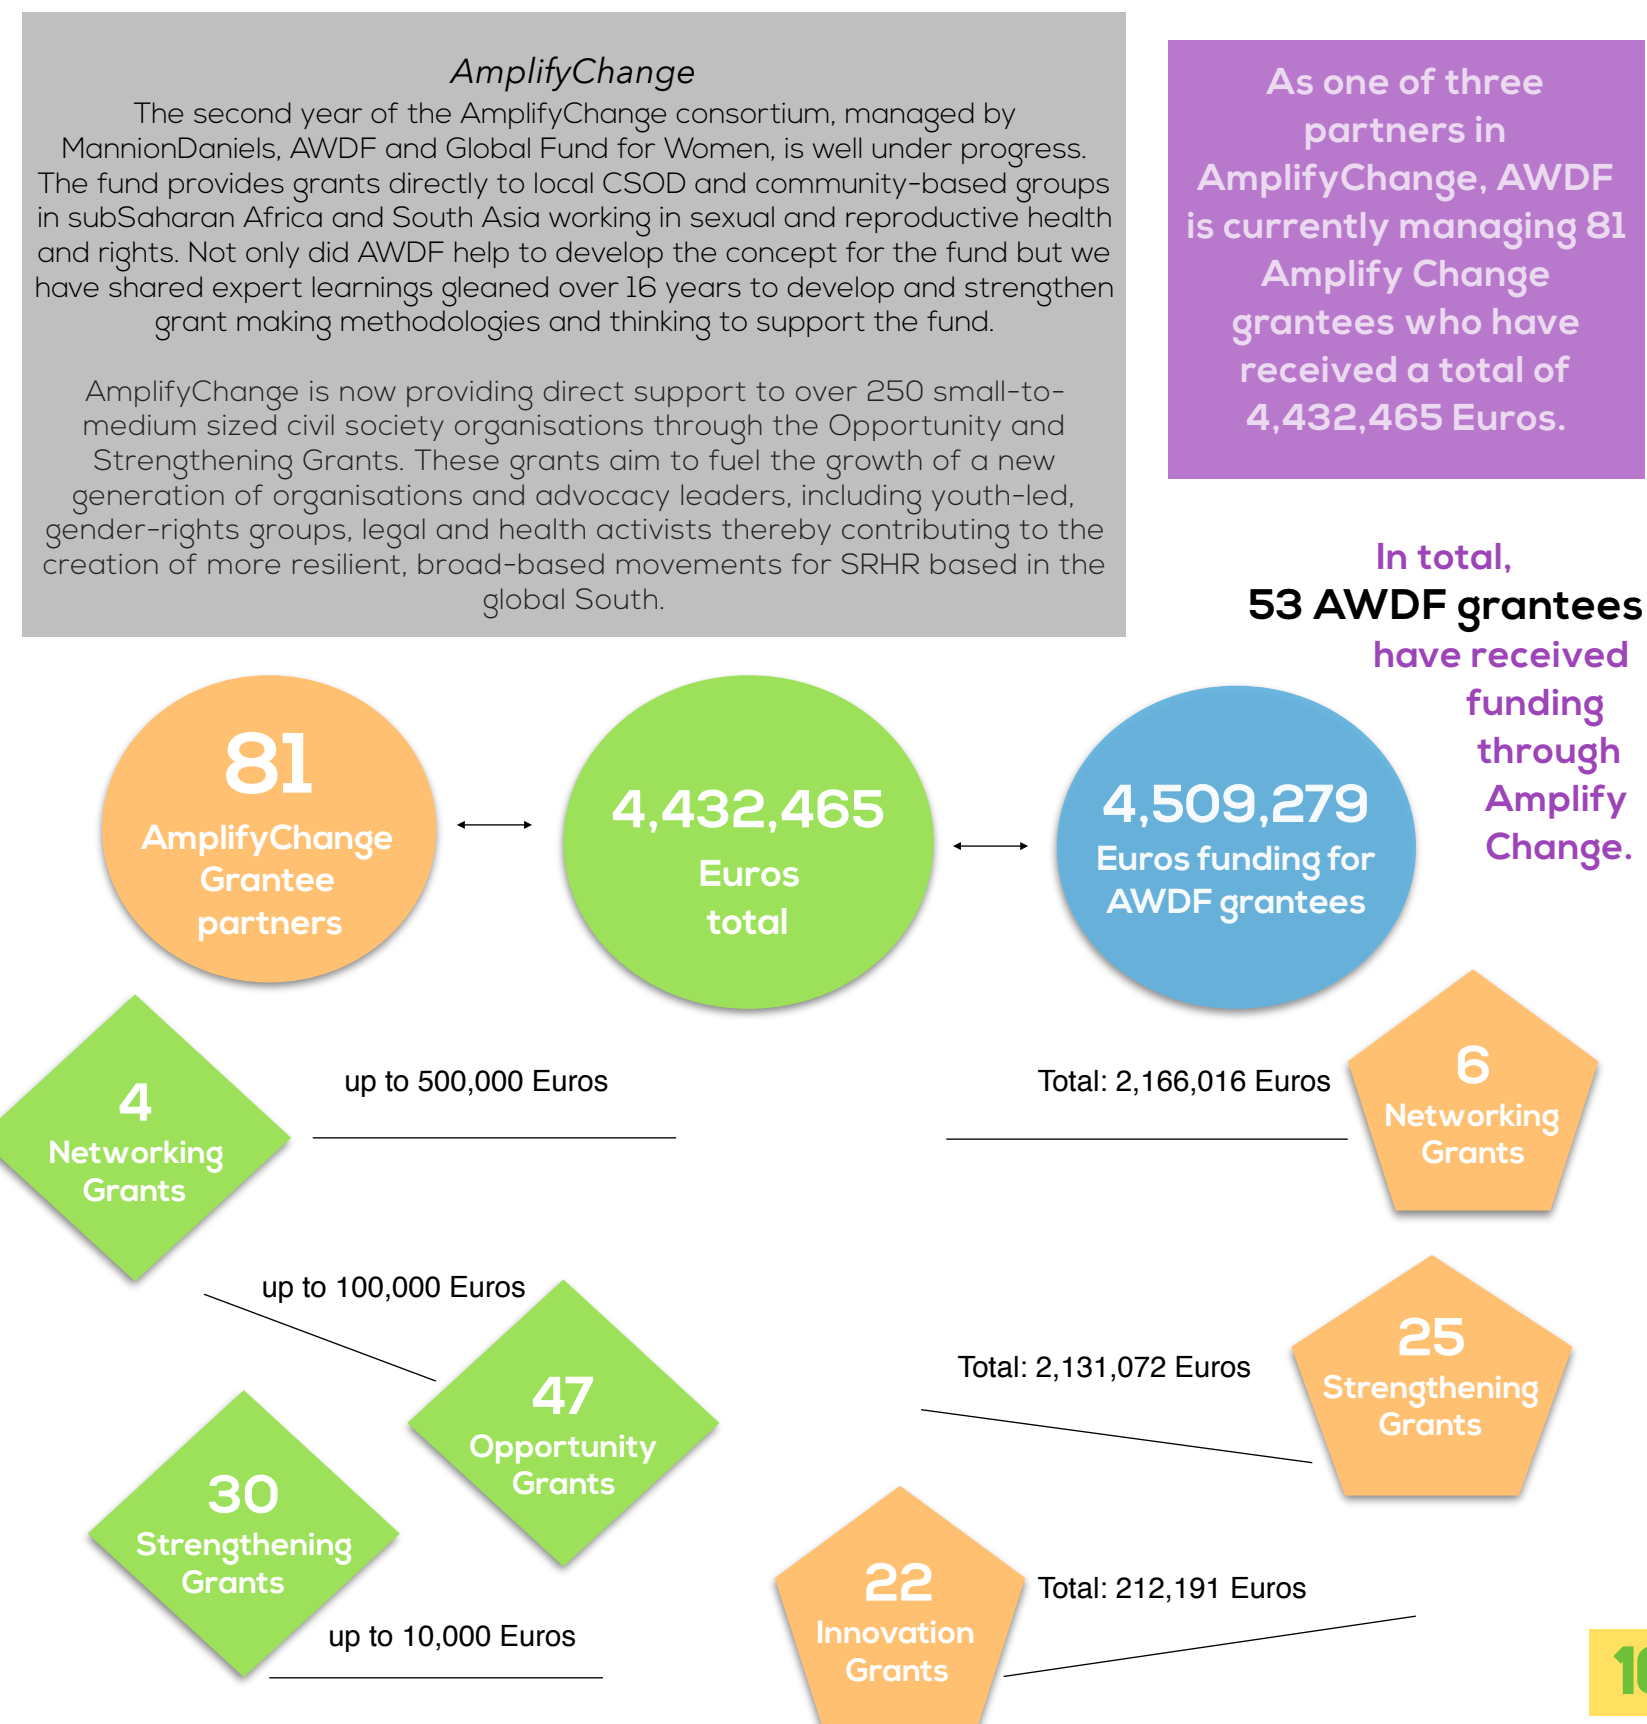 AmplifyChange
The second year of the AmplifyChange consortium, managed by
MannionDaniels, AWDF and Global Fund for Women, is well under progress.
The fund provides grants directly to local CSOD and community-based groups
in subSaharan Africa and South Asia working in sexual and reproductive health
and rights. Not only did AWDF help to develop the concept for the fund but we
have shared expert learnings gleaned over 16 years to develop and strengthen
grant making methodologies and thinking to support the fund.
AmplifyChange is now providing direct support to over 250 small-to-
medium sized civil society organisations through the Opportunity and
Strengthening Grants. These grants aim to fuel the growth of a new
generation of organisations and advocacy leaders, including youth-led,
gender-rights groups, legal and health activists thereby contributing to the
creation of more resilient, broad-based movements for SRHR based in the
global South.
As one of three
partners in
AmplifyChange, AWDF
is currently managing 81
Amplify Change
grantees who have
received a total of
4,432,465 Euros.
In total,
53 AWDF grantees
have received
funding
through
Amplify
Change.
81
AmplifyChange
Grantee
partners
4,432,465
Euros
total
4,509,279
Euros funding for
AWDF grantees
4
Networking
Grants
up to 500,000 Euros
Total: 2,166,016 Euros
6
Networking
Grants
up to 100,000 Euros
47
Opportunity
Grants
Total: 2,131,072 Euros
25
Strengthening
Grants
30
Strengthening
Grants
up to 10,000 Euros
22
Innovation
Grants
Total: 212,191 Euros